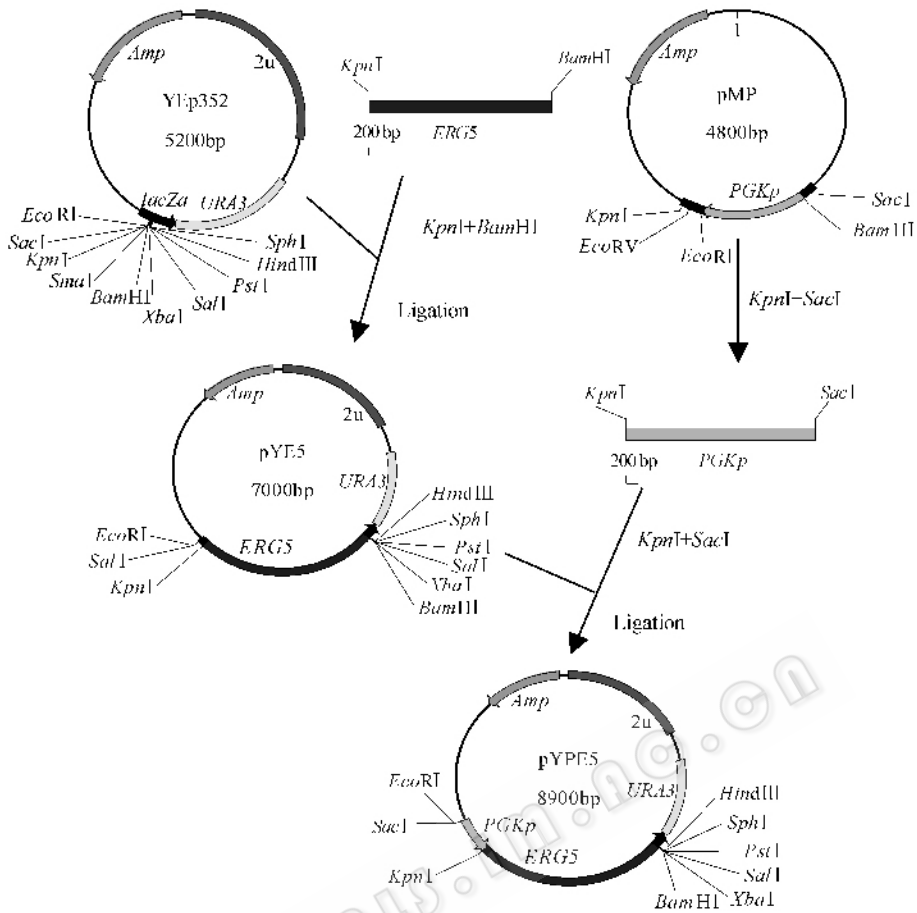 Amp
2u
YEp352
5200bp
lacZa
URA3
EcoRI
SacI
KpnI
SmaI
BamHI
XbaI
SalI
PstI
HindIII
SphI
KpnI
BamHI
200bp
ERG5
KpnI+BamHI
Ligation
Amp
1
pMP
4800bp
PGKp
KpnI
EcoRV
EcoRI
SacI
BamHI
KpnI-SacI
KpnI
SacI
200bp
PGKp
KpnI+SacI
Ligation
Amp
2u
pYE5
7000bp
URA3
EcoRI
SalI
KpnI
ERG5
HindIII
SphI
PstI
SalI
XbaI
BamHI
Amp
2u
pYPE5
8900bp
URA3
EcoRI
SacI
PGKp
KpnI
ERG5
HindIII
SphI
PstI
SalI
XbaI
BamHI